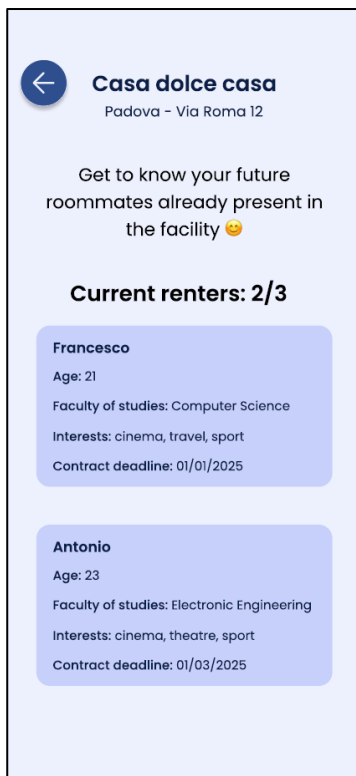 Casa dolce casa
Padova - Via Roma 12
Get to know your future
roommates already present in
the facility 😊
Current renters: 2/3
Francesco
Age: 21
Faculty of studies: Computer Science
Interests: cinema, travel, sport
Contract deadline: 01/01/2025
Antonio
Age: 23
Faculty of studies: Electronic Engineering
Interests: cinema, theatre, sport
Contract deadline: 01/03/2025